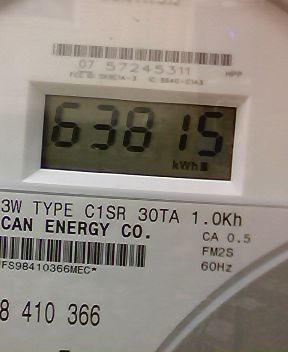 07 57245311 HPP
63815
kWh
3W TYPE C1SR 30TA 1.0Kh
CAN ENERGY CO.
CA 0.5
FM2S
60Hz
FS98410366MEC*
8 410 366